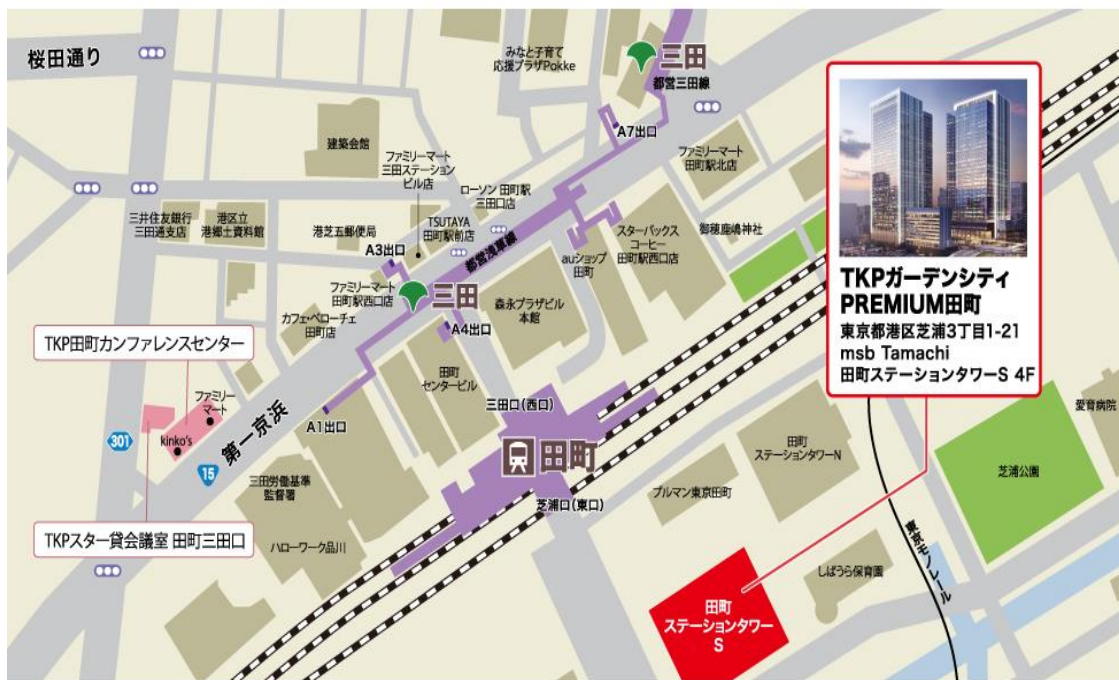 桜田通り
みなと子育て
応援プラザPokke
三田
都営三田線
A7出口
建築会館
ファミリーマート
三田ステーション
ビル店
ファミリーマート
田町駅北店
ローソン 田町駅
三田口店
三井住友銀行
三田通支店
港区立
港郷土資料館
港芝五郵便局
TSUTAYA
田町駅前店
A3出口
都営浅草線
スターバックス
コーヒー
田町駅西口店
御穂鹿嶋神社
auショップ
田町
ファミリーマート
田町駅西口店
三田
カフェ・ベローチェ
田町店
A4出口
森永プラザビル
本館
TKP田町カンファレンスセンター
田町
センタービル
ファミリー
マート
kinko's
301
15
第一京浜
A1出口
三田口(西口)
田町
芝浦口(東口)
三田労働基準
監督署
ハローワーク品川
TKPスター貸会議室 田町三田口
TKPガーデンシティ
PREMIUM田町
東京都港区芝浦3丁目1-21
msb Tamachi
田町ステーションタワーS 4F
愛育病院
田町
ステーションタワーN
プルマン東京田町
芝浦公園
東京モノレール
しばうら保育園
田町
ステーションタワー
S